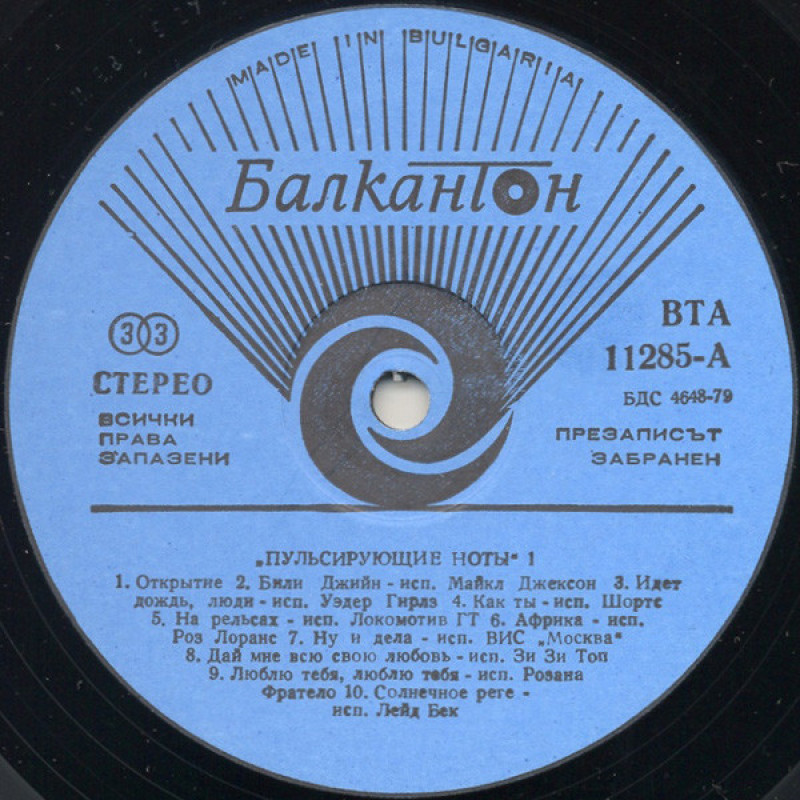 MADE IN BULGARIA
БалканТон
33
СТЕРЕО
ВСИЧКИ
ПРАВА
ЗАПАЗЕНИ
ВТА
11285-А
БДС 4648-79
ПРЕЗАПИСЪТ
ЗАБРАНЕН
„ПУЛЬСИРУЮЩИЕ НОТЫ“ 1
1. Открытие 2. Били Джийн - исп. Майкл Джексон 3. Идет
дождь, люди - исп. Уэдер Гирлз 4. Как ты - исп. Шортс
5. На рельсах - исп. Локомотив ГТ 6. Африка - исп.
Роз Лоранс 7. Ну и дела - исп. ВИС „Москва“
8. Дай мне всю свою любовь - исп. Зи Зи Топ
9. Люблю тебя, люблю тебя - исп. Розана
Фрателo 10. Солнечное реге -
исп. Лейд Бек